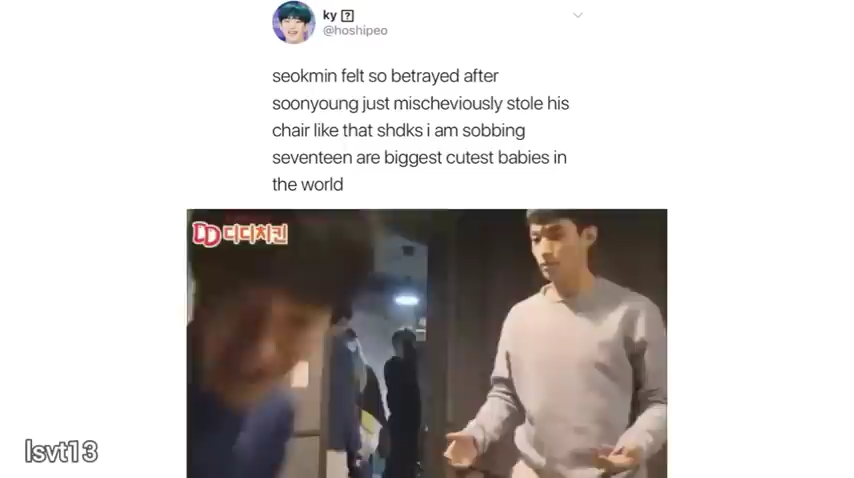 ky ?
@hoshipeo
seokmin felt so betrayed after
soonyoung just mischeviously stole his
chair like that shdks i am sobbing
seventeen are biggest cutest babies in
the world
DD 디디치킨
lsvt13